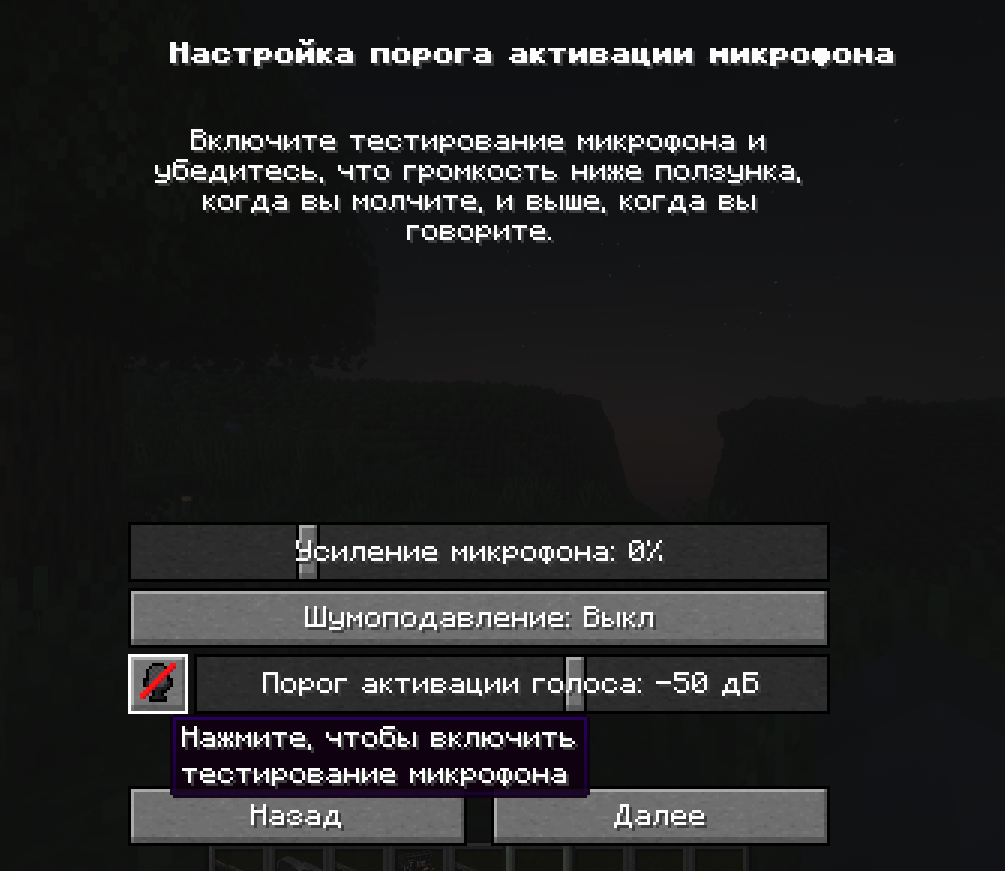 Настройка порога активации микрофона
Включите тестирование микрофона и
убедитесь, что громкость ниже ползунка,
когда вы молчите, и выше, когда вы
говорите.
Усиление микрофона: 0%
Шумоподавление: Выкл
Порог активации голоса: -50 дБ
Нажмите, чтобы включить
тестирование микрофона
Назад
Далее